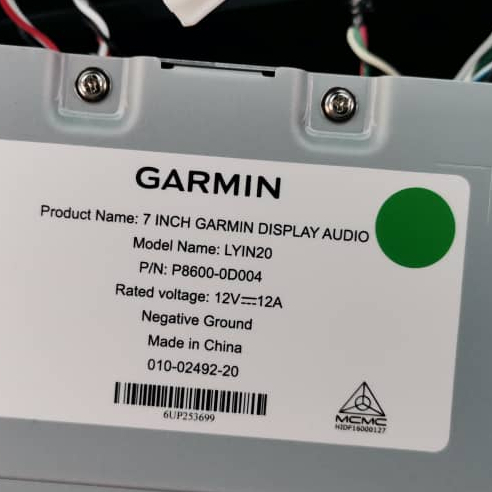 GARMIN
Product Name: 7 INCH GARMIN DISPLAY AUDIO
Model Name: LYIN20
P/N: P8600-0D004
Rated voltage: 12V⎓12A
Negative Ground
Made in China
010-02492-20
6UP253699
MCMC
HIDF16000127